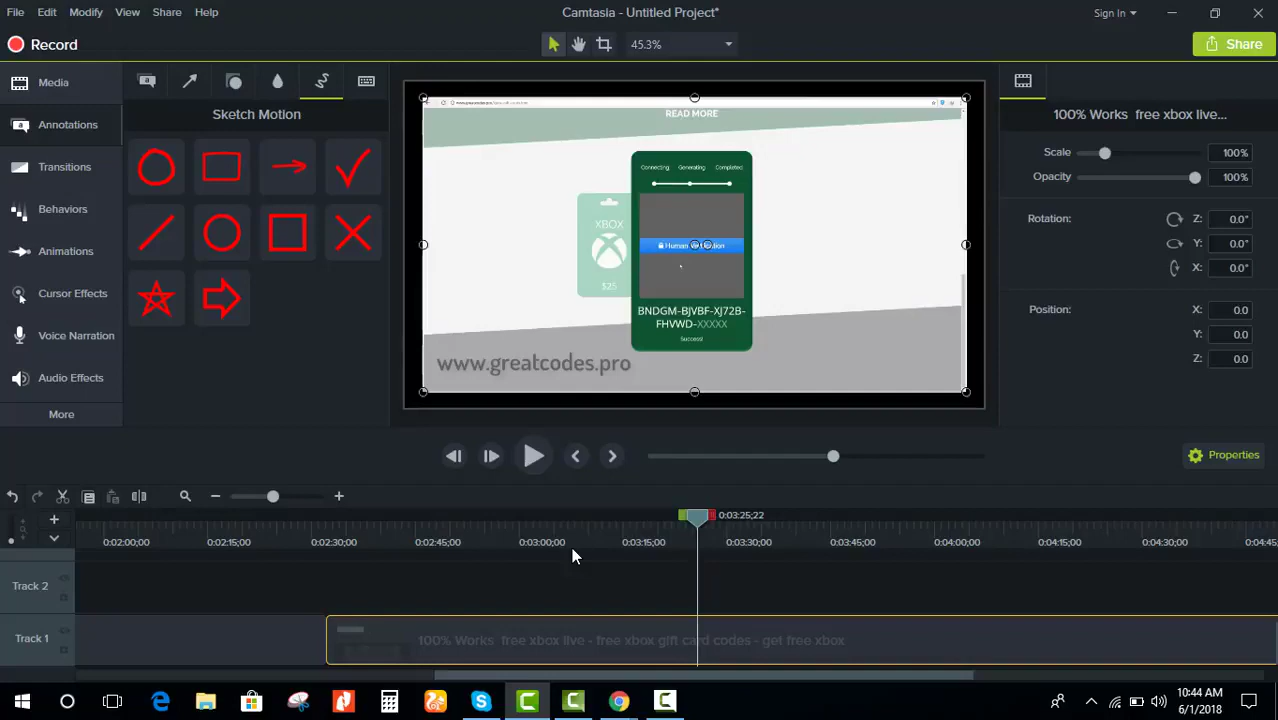 File Edit Modify View Share Help
Camtasia - Untitled Project*
Sign In
Record
45.3%
Share
Media
Annotations
Transitions
Behaviors
Animations
Cursor Effects
Voice Narration
Audio Effects
More
Sketch Motion
READ MORE
Connecting Generating Completed
XBOX
$25
BNDGM-BJVBF-XJ72B-
FHVWD-XXXXX
Success!
www.greatcodes.pro
100% Works free xbox live...
Scale 100%
Opacity 100%
Rotation: Z: 0.0°
Y: 0.0°
X: 0.0°
Position: X: 0.0
Y: 0.0
Z: 0.0
Properties
0:03:25;22
0:02:00;00 0:02:15;00 0:02:30;00 0:02:45;00 0:03:00;00 0:03:15;00 0:03:30;00 0:03:45;00 0:04:00;00 0:04:15;00 0:04:30;00 0:04:45
Track 2
Track 1
100% Works free xbox live - free xbox gift card codes - get free xbox
10:44 AM
6/1/2018